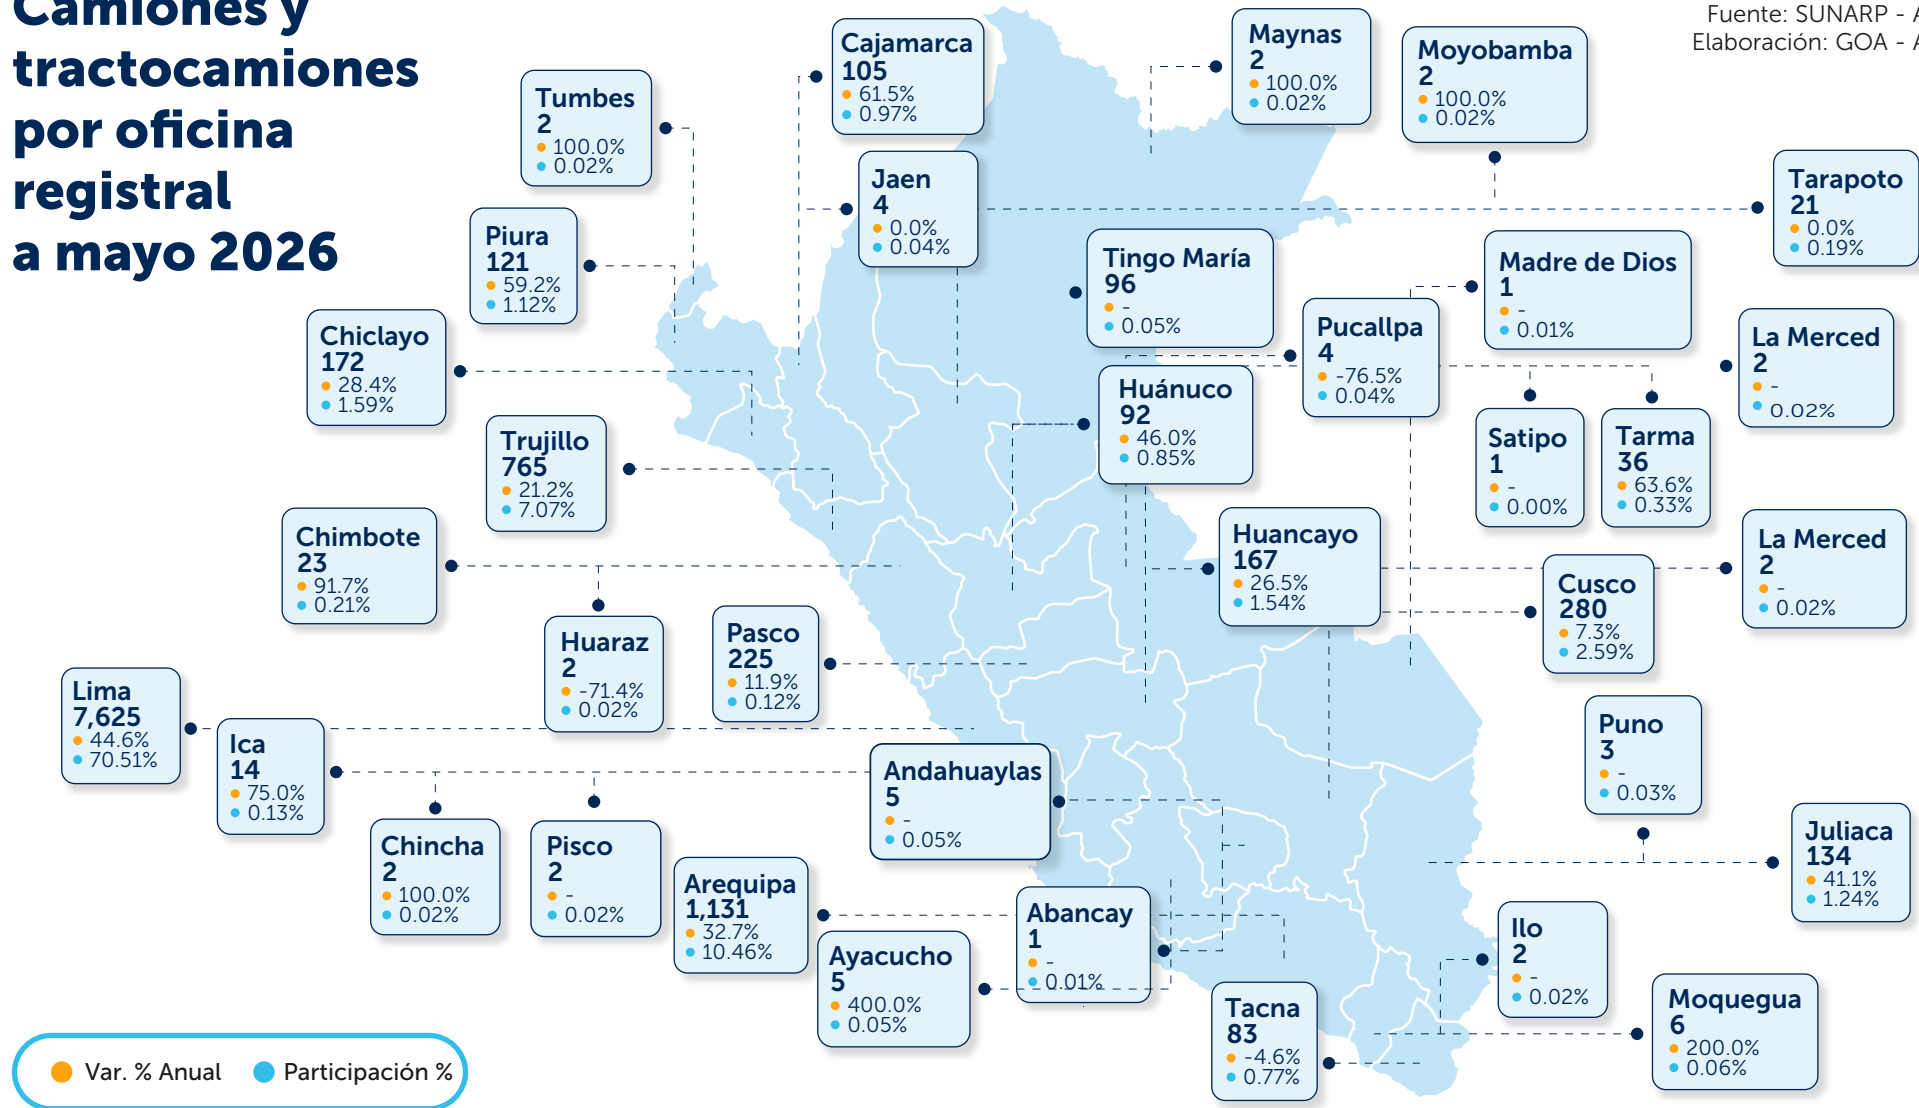 Camiones y
tractocamiones
por oficina
registral
a mayo 2026
Fuente: SUNARP - A
Elaboración: GOA - A
Cajamarca
105
61.5%
0.97%
Maynas
2
100.0%
0.02%
Moyobamba
2
100.0%
0.02%
Tumbes
2
100.0%
0.02%
Jaen
4
0.0%
0.04%
Tarapoto
21
0.0%
0.19%
Piura
121
59.2%
1.12%
Tingo María
96
-
0.05%
Madre de Dios
1
-
0.01%
Chiclayo
172
28.4%
1.59%
Pucallpa
4
-76.5%
0.04%
La Merced
2
-
0.02%
Huánuco
92
46.0%
0.85%
Trujillo
765
21.2%
7.07%
Satipo
1
-
0.00%
Tarma
36
63.6%
0.33%
Chimbote
23
91.7%
0.21%
Huancayo
167
26.5%
1.54%
La Merced
2
-
0.02%
Cusco
280
7.3%
2.59%
Huaraz
2
-71.4%
0.02%
Pasco
225
11.9%
0.12%
Lima
7,625
44.6%
70.51%
Ica
14
75.0%
0.13%
Puno
3
-
0.03%
Andahuaylas
5
-
0.05%
Chincha
2
100.0%
0.02%
Pisco
2
-
0.02%
Juliaca
134
41.1%
1.24%
Arequipa
1,131
32.7%
10.46%
Abancay
1
-
0.01%
Ilo
2
-
0.02%
Ayacucho
5
400.0%
0.05%
Tacna
83
-4.6%
0.77%
Moquegua
6
200.0%
0.06%
Var. % Anual
Participación %